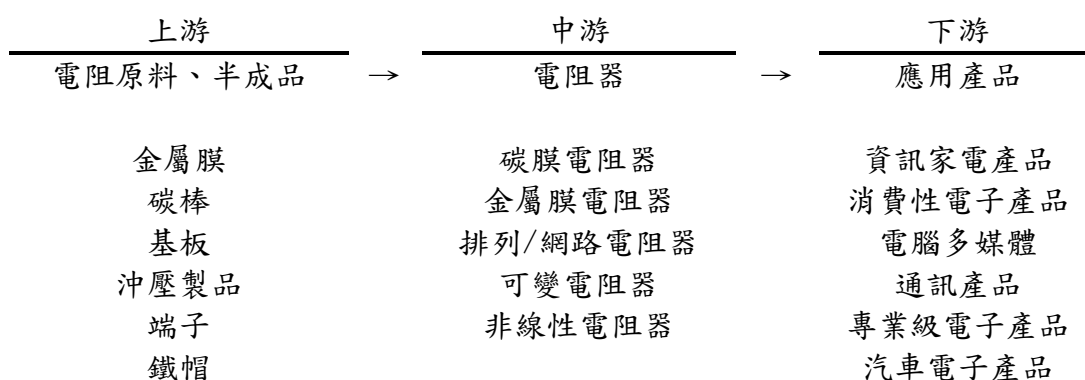 上游 中游 下游
電阻原料、半成品 → 電阻器 → 應用產品
金屬膜 碳膜電阻器 資訊家電產品
碳棒 金屬膜電阻器 消費性電子產品
基板 排列/網路電阻器 電腦多媒體
沖壓製品 可變電阻器 通訊產品
端子 非線性電阻器 專業級電子產品
鐵帽 汽車電子產品